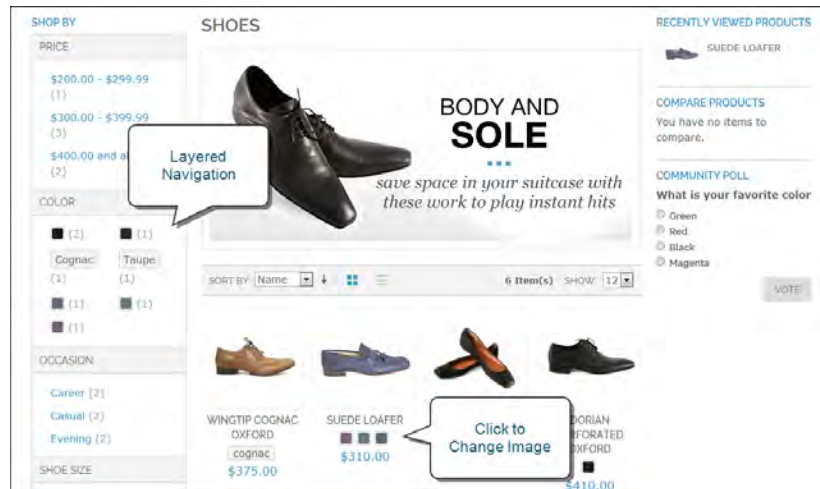 SHOP BY
PRICE
$200.00 - $299.99
(1)
$300.00 - $399.99
(3)
$400.00 and a
(2)
Layered
Navigation
COLOR
(2)
(1)
Cognac
(1)
Taupe
(1)
(1)
(1)
(1)
OCCASION
Career (2)
Casual (2)
Evening (2)
SHOE SIZE
SHOES
BODY AND
SOLE
save space in your suitcase with
these work to play instant hits
SORT BY Name
6 Item(s) SHOW 12
WINGTIP COGNAC
OXFORD
cognac
$375.00
SUEDE LOAFER
$310.00
Click to
Change Image
DORIAN
RFORATED
OXFORD
$410.00
RECENTLY VIEWED PRODUCTS
SUEDE LOAFER
COMPARE PRODUCTS
You have no items to
compare.
COMMUNITY POLL
What is your favorite color
Green
Red
Black
Magenta
VOTE